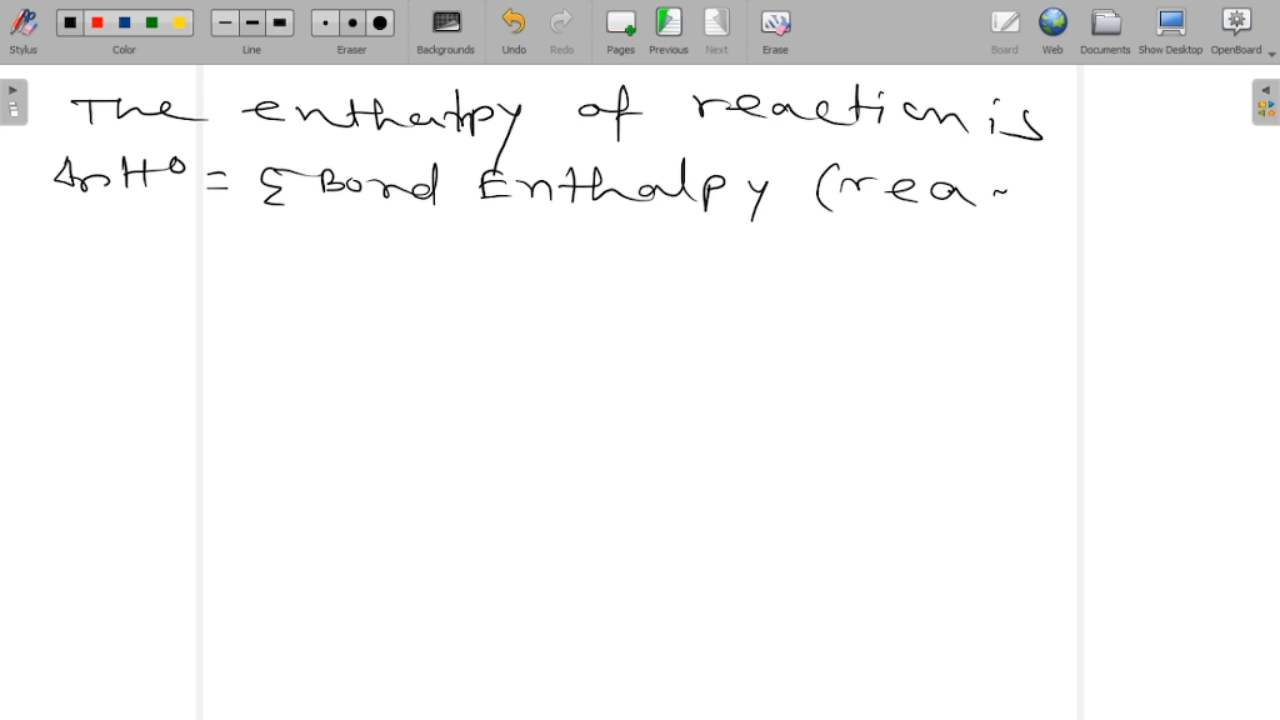 Stylus
Color
Line
Eraser
Backgrounds
Undo
Redo
Pages
Previous
Next
Erase
Board
Web
Documents
Show Desktop
OpenBoard
The enthalpy of reaction is
ΔrH° = Σ Bond Enthalpy (rea -